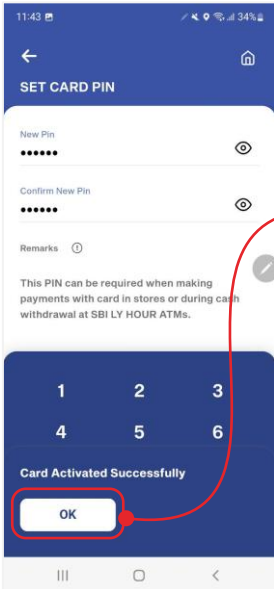 11:43 34%
SET CARD PIN
New Pin
••••••
Confirm New Pin
••••••
Remarks
This PIN can be required when making
payments with card in stores or during cash
withdrawal at SBI LY HOUR ATMs.
1 2 3
4 5 6
Card Activated Successfully
OK